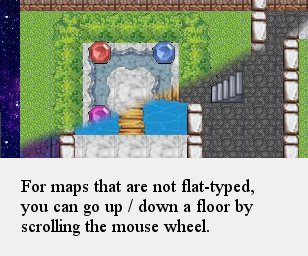 For maps that are not flat-typed,
you can go up / down a floor by
scrolling the mouse wheel.